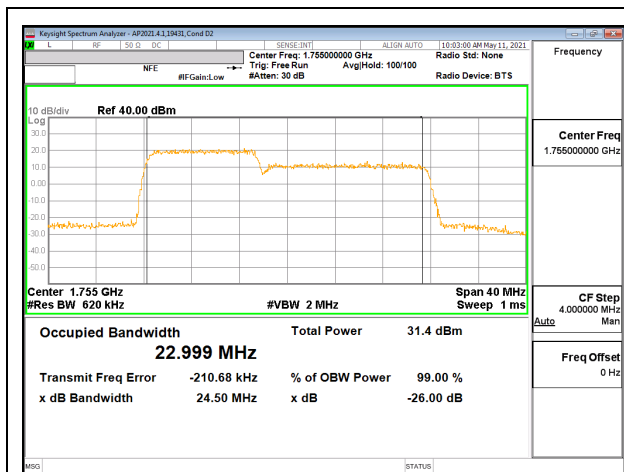 Keysight Spectrum Analyzer - AP2021.4.1,19431,Cond D2
L RF 50 Ω DC SENSE:INT ALIGN AUTO 10:03:00 AM May 11, 2021
Center Freq: 1.755000000 GHz Radio Std: None
NFE Trig: Free Run Avg|Hold: 100/100
#IFGain:Low #Atten: 30 dB Radio Device: BTS
10 dB/div Ref 40.00 dBm
Log
30.0
20.0
10.0
0.00
-10.0
-20.0
-30.0
-40.0
-50.0
Center 1.755 GHz Span 40 MHz
#Res BW 620 kHz #VBW 2 MHz Sweep 1 ms
Occupied Bandwidth Total Power 31.4 dBm
22.999 MHz
Transmit Freq Error -210.68 kHz % of OBW Power 99.00 %
x dB Bandwidth 24.50 MHz x dB -26.00 dB
MSG STATUS
Frequency
Center Freq
1.755000000 GHz
CF Step
4.000000 MHz
Auto Man
Freq Offset
0 Hz